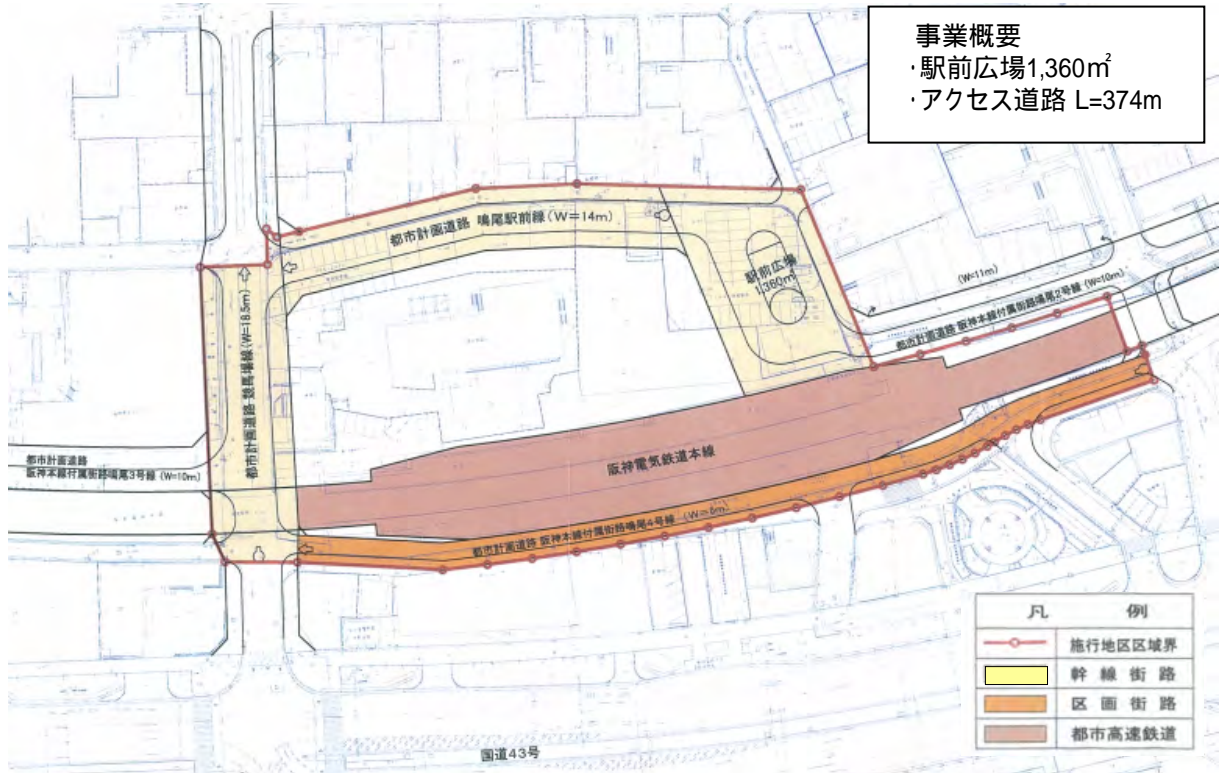 事業概要
・駅前広場1,360㎡
・アクセス道路 L=374m
都市計画道路 鳴尾駅前線(W=14m)
駅前広場
1,360㎡
(W=11m)
都市計画道路 阪神本線付属街路鳴尾2号線(W=10m)
都市計画道路 競馬場線(W=18.5m)
都市計画道路
阪神本線付属街路鳴尾3号線(W=10m)
阪神電気鉄道本線
都市計画道路 阪神本線付属街路鳴尾4号線(W=6m)
国道43号
凡 例
施行地区区域界
幹線街路
区画街路
都市高速鉄道